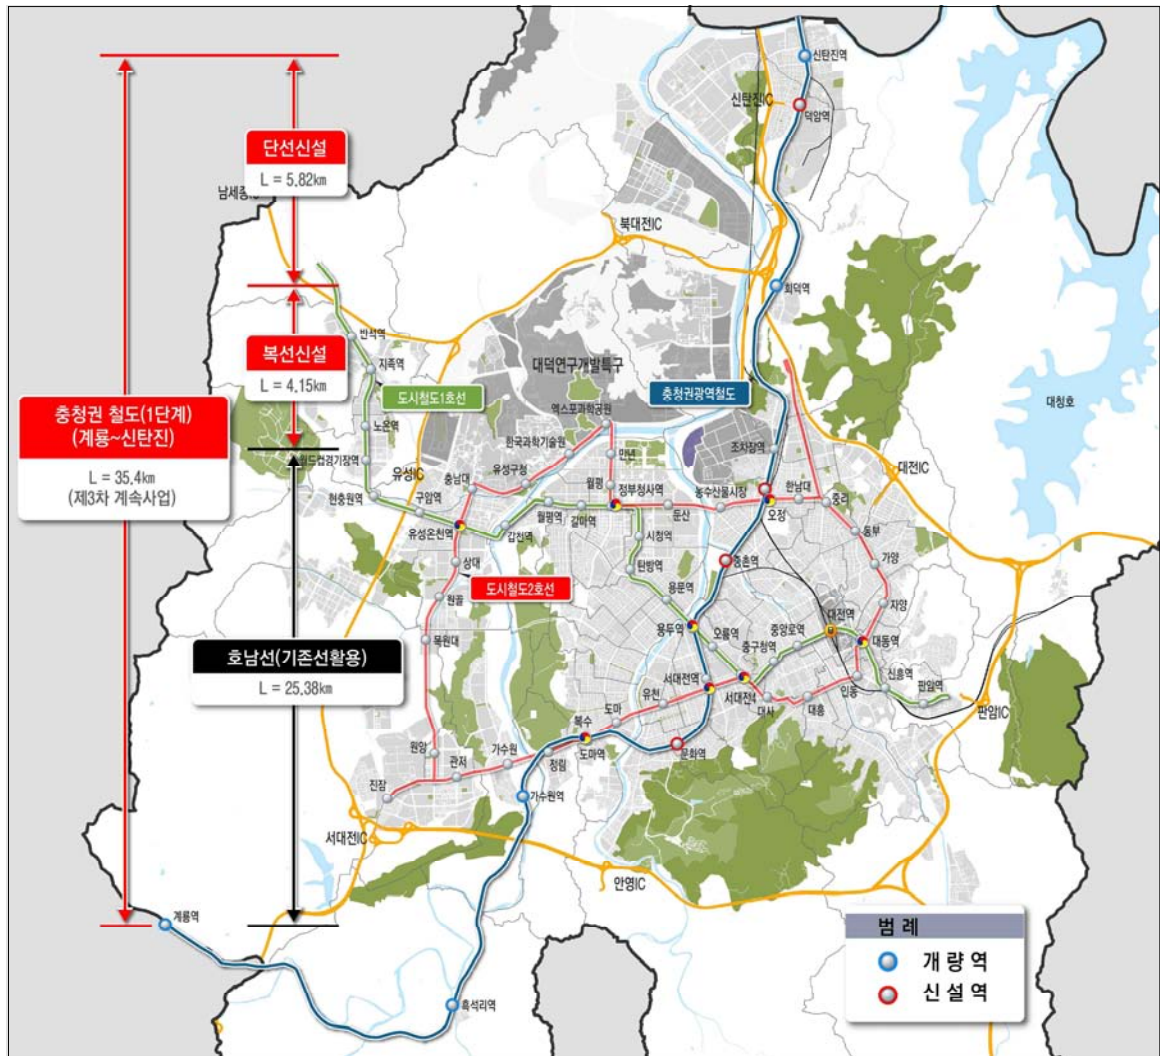 신탄진역
신탄진IC
덕암역
단선신설
L = 5.82km
북대전IC
회덕역
반석역
지족역
복선신설
L = 4.15km
대덕연구개발특구
도시철도1호선
충청권광역철도
대청호
엑스포과학공원
충청권 철도(1단계)
(계룡~신탄진)
L = 35.4km
(제3차 계속사업)
노은역
한국과학기술원
만년
조차장역
월드컵경기장역
유성IC
충남대
유성구청
월평
정부청사역
농수산물시장
한남대
중리
대전IC
현충원역
구암역
유성온천역
갑천역
월평역
갈마역
둔산
오정
동부
시청역
상대
탄방역
중촌역
가양
도시철도2호선
원골
용문역
자양
목원대
용두역
오룡역
중구청역
중앙로역
대전역
대동역
호남선(기존선활용)
L = 25.38km
서대전역
서대전4
대사
대흥
인동
신흥역
판암역
판암IC
유천
도마
복수
도마역
문화역
원앙
관저
가수원
정림
진장
가수원역
서대전IC
안영IC
계룡역
흑석리역
범 례
개 량 역
신 설 역